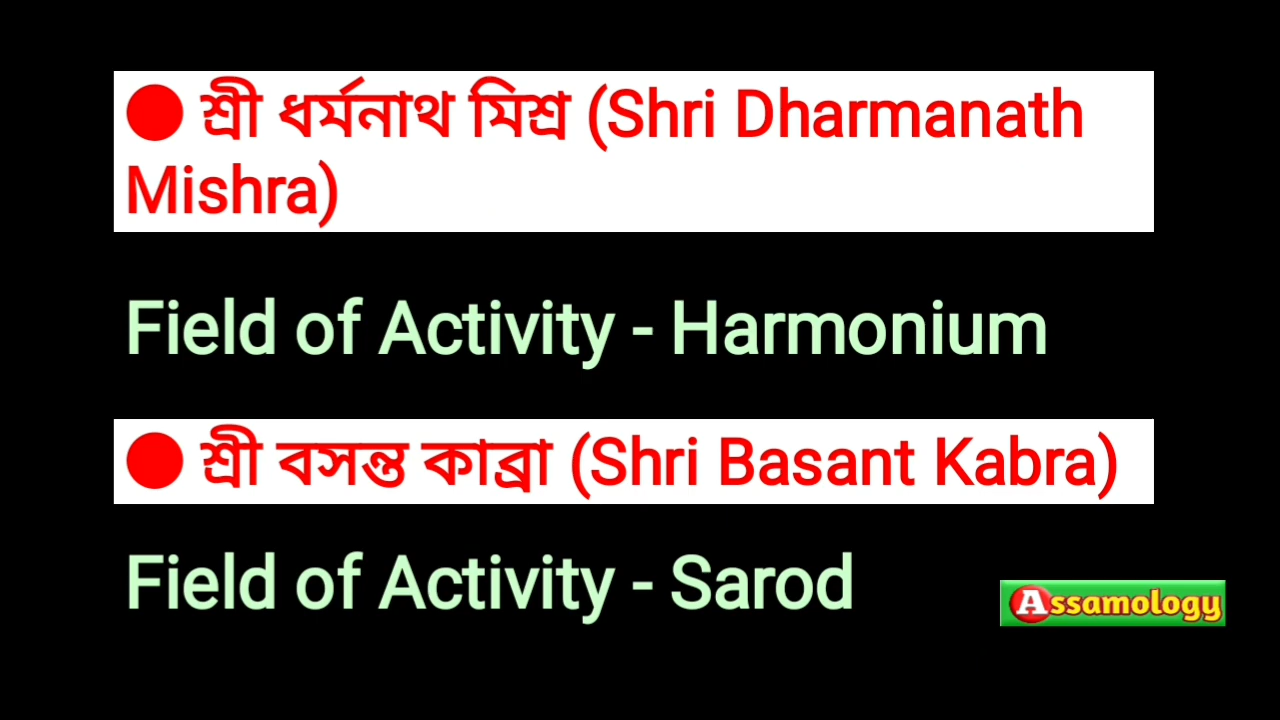 ● শ্রী ধৰ্মনাথ মিশ্ৰ (Shri Dharmanath
Mishra)
Field of Activity - Harmonium
● শ্রী বসন্ত কাব্ৰা (Shri Basant Kabra)
Field of Activity - Sarod
Assamology